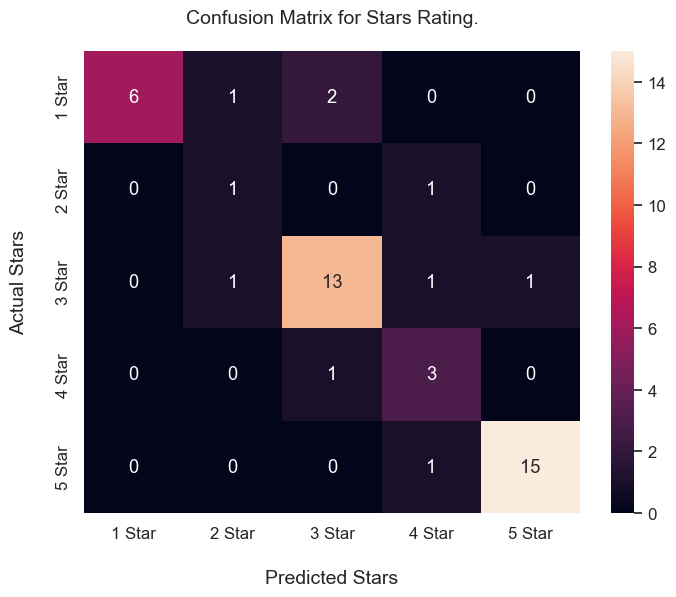 Confusion Matrix for Stars Rating.
Actual Stars
1 Star 6 1 2 0 0
2 Star 0 1 0 1 0
3 Star 0 1 13 1 1
4 Star 0 0 1 3 0
5 Star 0 0 0 1 15
1 Star 2 Star 3 Star 4 Star 5 Star
Predicted Stars
14
12
10
8
6
4
2
0